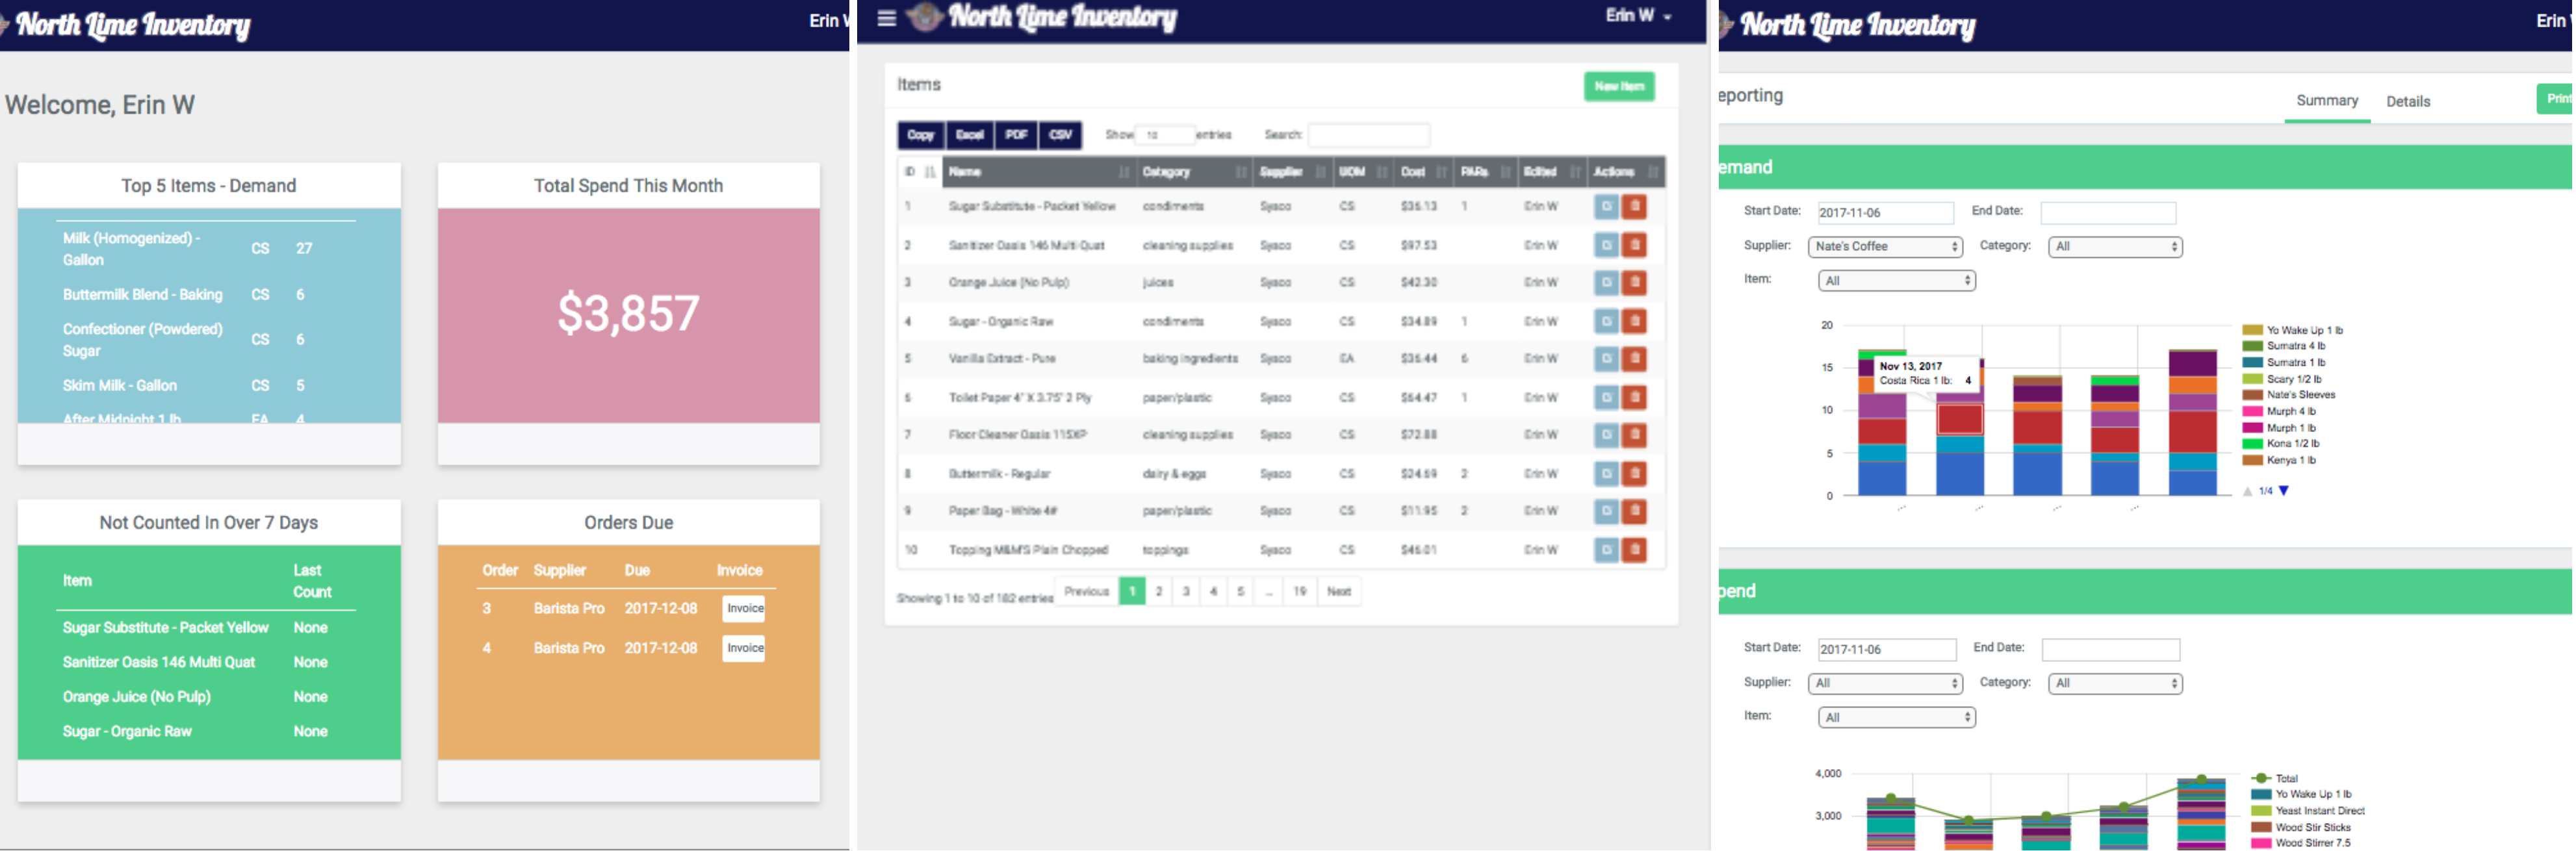 North Lime Inventory
Erin W
Welcome, Erin W
Top 5 Items - Demand
Milk (Homogenized) - Gallon CS 27
Buttermilk Blend - Baking CS 6
Confectioner (Powdered) Sugar CS 6
Skim Milk - Gallon CS 5
After Midnight 1 lb EA 4
Total Spend This Month
$3,857
Not Counted In Over 7 Days
Item Last Count
Sugar Substitute - Packet Yellow None
Sanitizer Oasis 146 Multi Quat None
Orange Juice (No Pulp) None
Sugar - Organic Raw None
Orders Due
Order Supplier Due Invoice
3 Barista Pro 2017-12-08 Invoice
4 Barista Pro 2017-12-08 Invoice
North Lime Inventory
Erin W
Items
New Item
Copy Excel PDF CSV Show 10 entries Search:
ID Name Category Supplier UOM Cost PARs Edited Actions
1 Sugar Substitute - Packet Yellow condiments Sysco CS $35.13 1 Erin W
2 Sanitizer Oasis 146 Multi Quat cleaning supplies Sysco CS $97.53 Erin W
3 Orange Juice (No Pulp) juices Sysco CS $42.30 Erin W
4 Sugar - Organic Raw condiments Sysco CS $34.89 1 Erin W
5 Vanilla Extract - Pure baking ingredients Sysco EA $35.44 6 Erin W
6 Toilet Paper 4" X 3.75" 2 Ply paper/plastic Sysco CS $64.47 1 Erin W
7 Floor Cleaner Oasis 115XP cleaning supplies Sysco CS $72.88 Erin W
8 Buttermilk - Regular dairy & eggs Sysco CS $24.69 2 Erin W
9 Paper Bag - White 4# paper/plastic Sysco CS $11.95 2 Erin W
10 Topping M&M'S Plain Chopped toppings Sysco CS $46.01 Erin W
Showing 1 to 10 of 182 entries Previous 1 2 3 4 5 ... 19 Next
North Lime Inventory
Erin
eporting
Summary Details Print
emand
Start Date: 2017-11-06 End Date:
Supplier: Nate's Coffee Category: All
Item: All
20
15
10
5
0
Nov 13, 2017
Costa Rica 1 lb: 4
Yo Wake Up 1 lb
Sumatra 4 lb
Sumatra 1 lb
Scary 1/2 lb
Nate's Sleeves
Murph 4 lb
Murph 1 lb
Kona 1/2 lb
Kenya 1 lb
1/4
pend
Start Date: 2017-11-06 End Date:
Supplier: All Category: All
Item: All
4,000
3,000
Total
Yo Wake Up 1 lb
Yeast Instant Direct
Wood Stir Sticks
Wood Stirrer 7.5